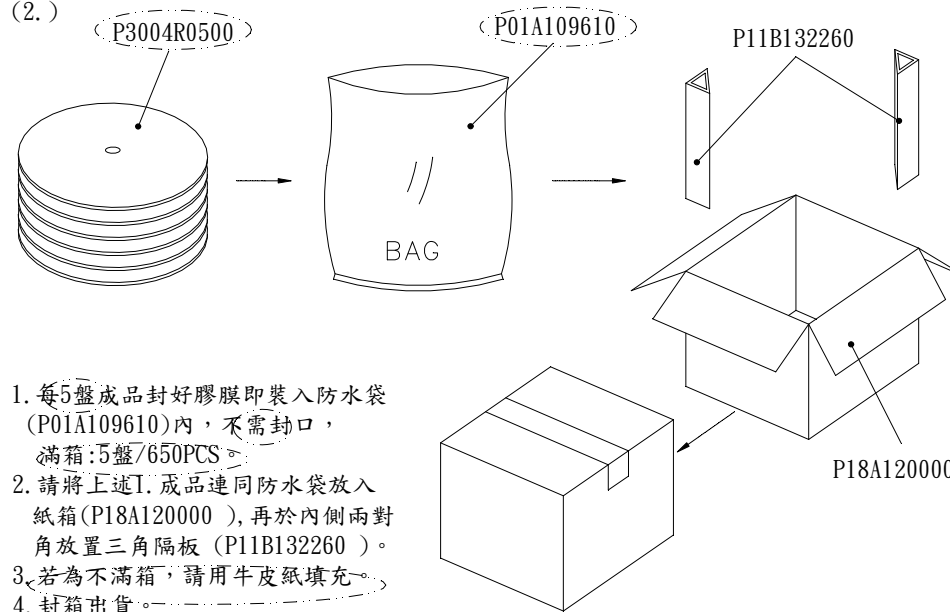 (2.)
P3004R0500
P01A109610
P11B132260
BAG
P18A120000
1.每5盤成品封好膠膜即裝入防水袋
(P01A109610)內，不需封口，
滿箱:5盤/650PCS。
2.請將上述1.成品連同防水袋放入
紙箱(P18A120000 ),再於內側兩對
角放置三角隔板 (P11B132260 )。
3.若為不滿箱，請用牛皮紙填充。
4.封箱出貨。